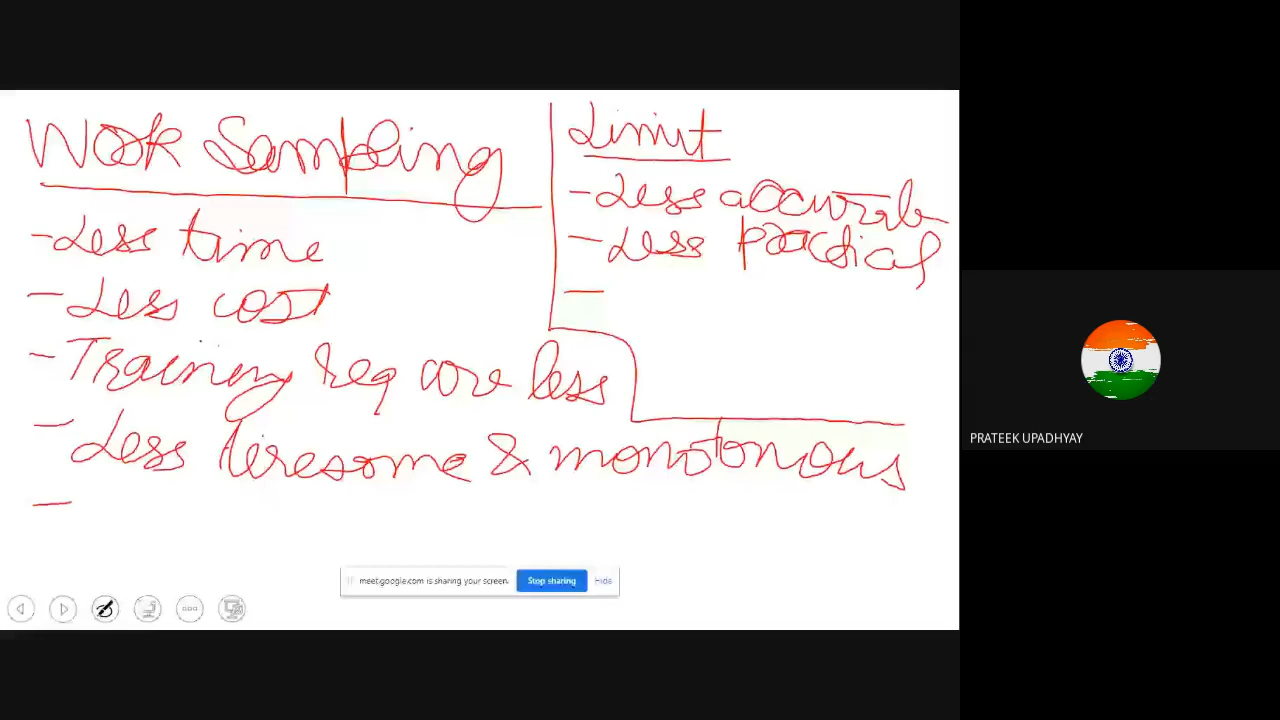 Work Sampling
- Less time
- Less cost
- Training req are less
- Less tiresome & monotonous
-
Limit
- Less accurate
- Less practical
-
meet.google.com is sharing your screen.
Stop sharing
Hide
PRATEEK UPADHYAY